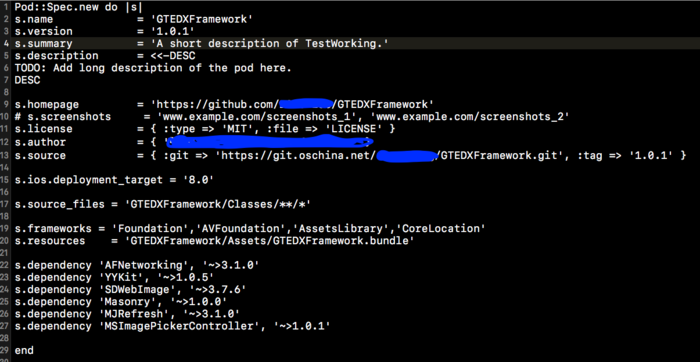 1 Pod::Spec.new do |s|
2 s.name = 'GTEDXFramework'
3 s.version = '1.0.1'
4 s.summary = 'A short description of TestWorking.'
5 s.description = <<-DESC
6 TODO: Add long description of the pod here.
7 DESC
8
9 s.homepage = 'https://github.com/ /GTEDXFramework'
10 # s.screenshots = 'www.example.com/screenshots_1', 'www.example.com/screenshots_2'
11 s.license = { :type => 'MIT', :file => 'LICENSE' }
12 s.author = { ' }
13 s.source = { :git => 'https://git.oschina.net/ /GTEDXFramework.git', :tag => '1.0.1' }
14
15 s.ios.deployment_target = '8.0'
16
17 s.source_files = 'GTEDXFramework/Classes/**/*'
18
19 s.frameworks = 'Foundation','AVFoundation','AssetsLibrary','CoreLocation'
20 s.resources = 'GTEDXFramework/Assets/GTEDXFramework.bundle'
21
22 s.dependency 'AFNetworking', '~>3.1.0'
23 s.dependency 'YYKit', '~>1.0.5'
24 s.dependency 'SDWebImage', '~>3.7.6'
25 s.dependency 'Masonry', '~>1.0.0'
26 s.dependency 'MJRefresh', '~>3.1.0'
27 s.dependency 'MSImagePickerController', '~>1.0.1'
28
29 end